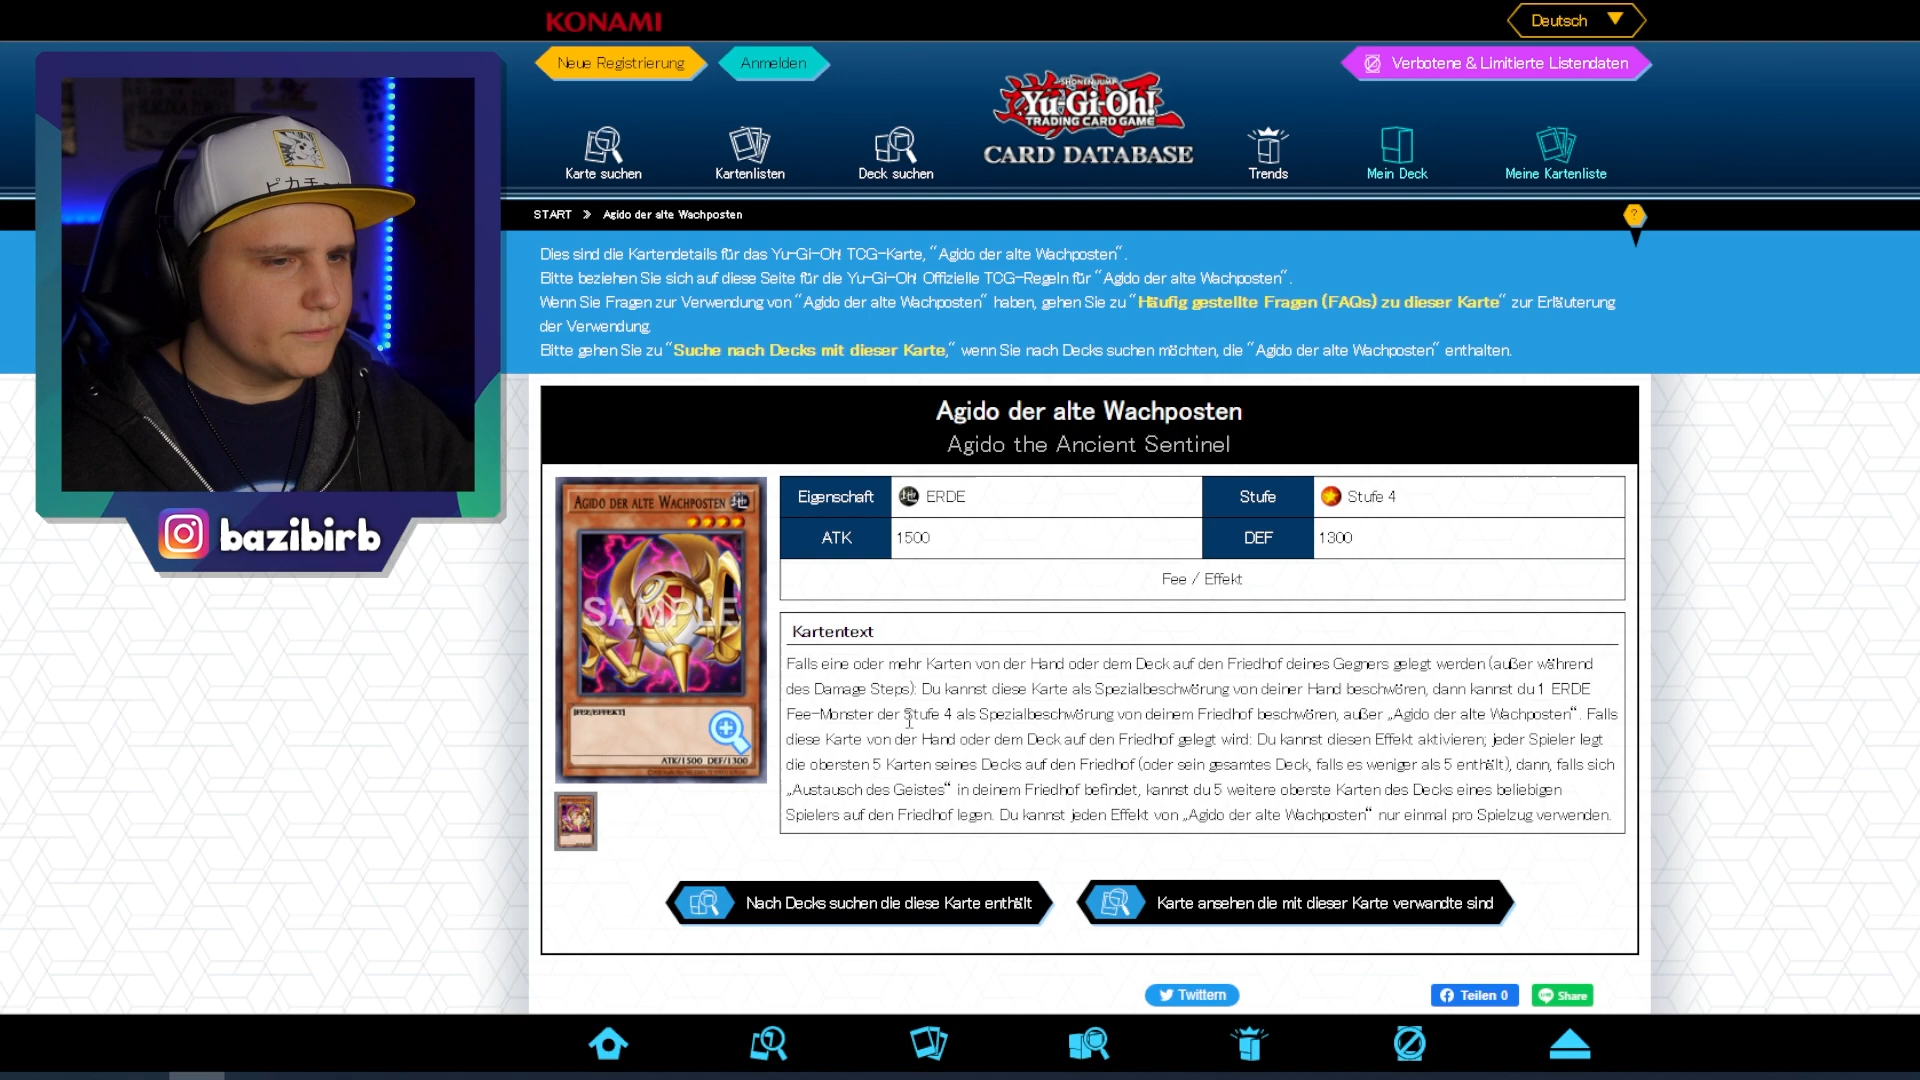 KONAMI
Deutsch
Neue Registrierung
Anmelden
Verbotene & Limitierte Listendaten
SHONEN JUMP
Yu-Gi-Oh!
TRADING CARD GAME
CARD DATABASE
Karte suchen
Kartenlisten
Deck suchen
Trends
Mein Deck
Meine Kartenliste
ピカチュ
START » Agido der alte Wachposten
?
Dies sind die Kartendetails für das Yu-Gi-Oh! TCG-Karte, "Agido der alte Wachposten".
Bitte beziehen Sie sich auf diese Seite für die Yu-Gi-Oh! Offizielle TCG-Regeln für "Agido der alte Wachposten".
Wenn Sie Fragen zur Verwendung von "Agido der alte Wachposten" haben, gehen Sie zu "Häufig gestellte Fragen (FAQs) zu dieser Karte" zur Erläuterung
der Verwendung.
Bitte gehen Sie zu "Suche nach Decks mit dieser Karte," wenn Sie nach Decks suchen möchten, die "Agido der alte Wachposten" enthalten.
Agido der alte Wachposten
Agido the Ancient Sentinel
bazibirb
AGIDO DER ALTE WACHPOSTEN
地
SAMPLE
[FEE/EFFEKT]
ATK/1500 DEF/1300
Eigenschaft
地 ERDE
Stufe
Stufe 4
ATK
1500
DEF
1300
Fee / Effekt
Kartentext
Falls eine oder mehr Karten von der Hand oder dem Deck auf den Friedhof deines Gegners gelegt werden (außer während
des Damage Steps): Du kannst diese Karte als Spezialbeschwörung von deiner Hand beschwören, dann kannst du 1 ERDE
Fee-Monster der Stufe 4 als Spezialbeschwörung von deinem Friedhof beschwören, außer „Agido der alte Wachposten“. Falls
diese Karte von der Hand oder dem Deck auf den Friedhof gelegt wird: Du kannst diesen Effekt aktivieren; jeder Spieler legt
die obersten 5 Karten seines Decks auf den Friedhof (oder sein gesamtes Deck, falls es weniger als 5 enthält), dann, falls sich
„Austausch des Geistes“ in deinem Friedhof befindet, kannst du 5 weitere oberste Karten des Decks eines beliebigen
Spielers auf den Friedhof legen. Du kannst jeden Effekt von „Agido der alte Wachposten“ nur einmal pro Spielzug verwenden.
Nach Decks suchen die diese Karte enthält
Karte ansehen die mit dieser Karte verwandte sind
Twittern
Teilen 0
Share